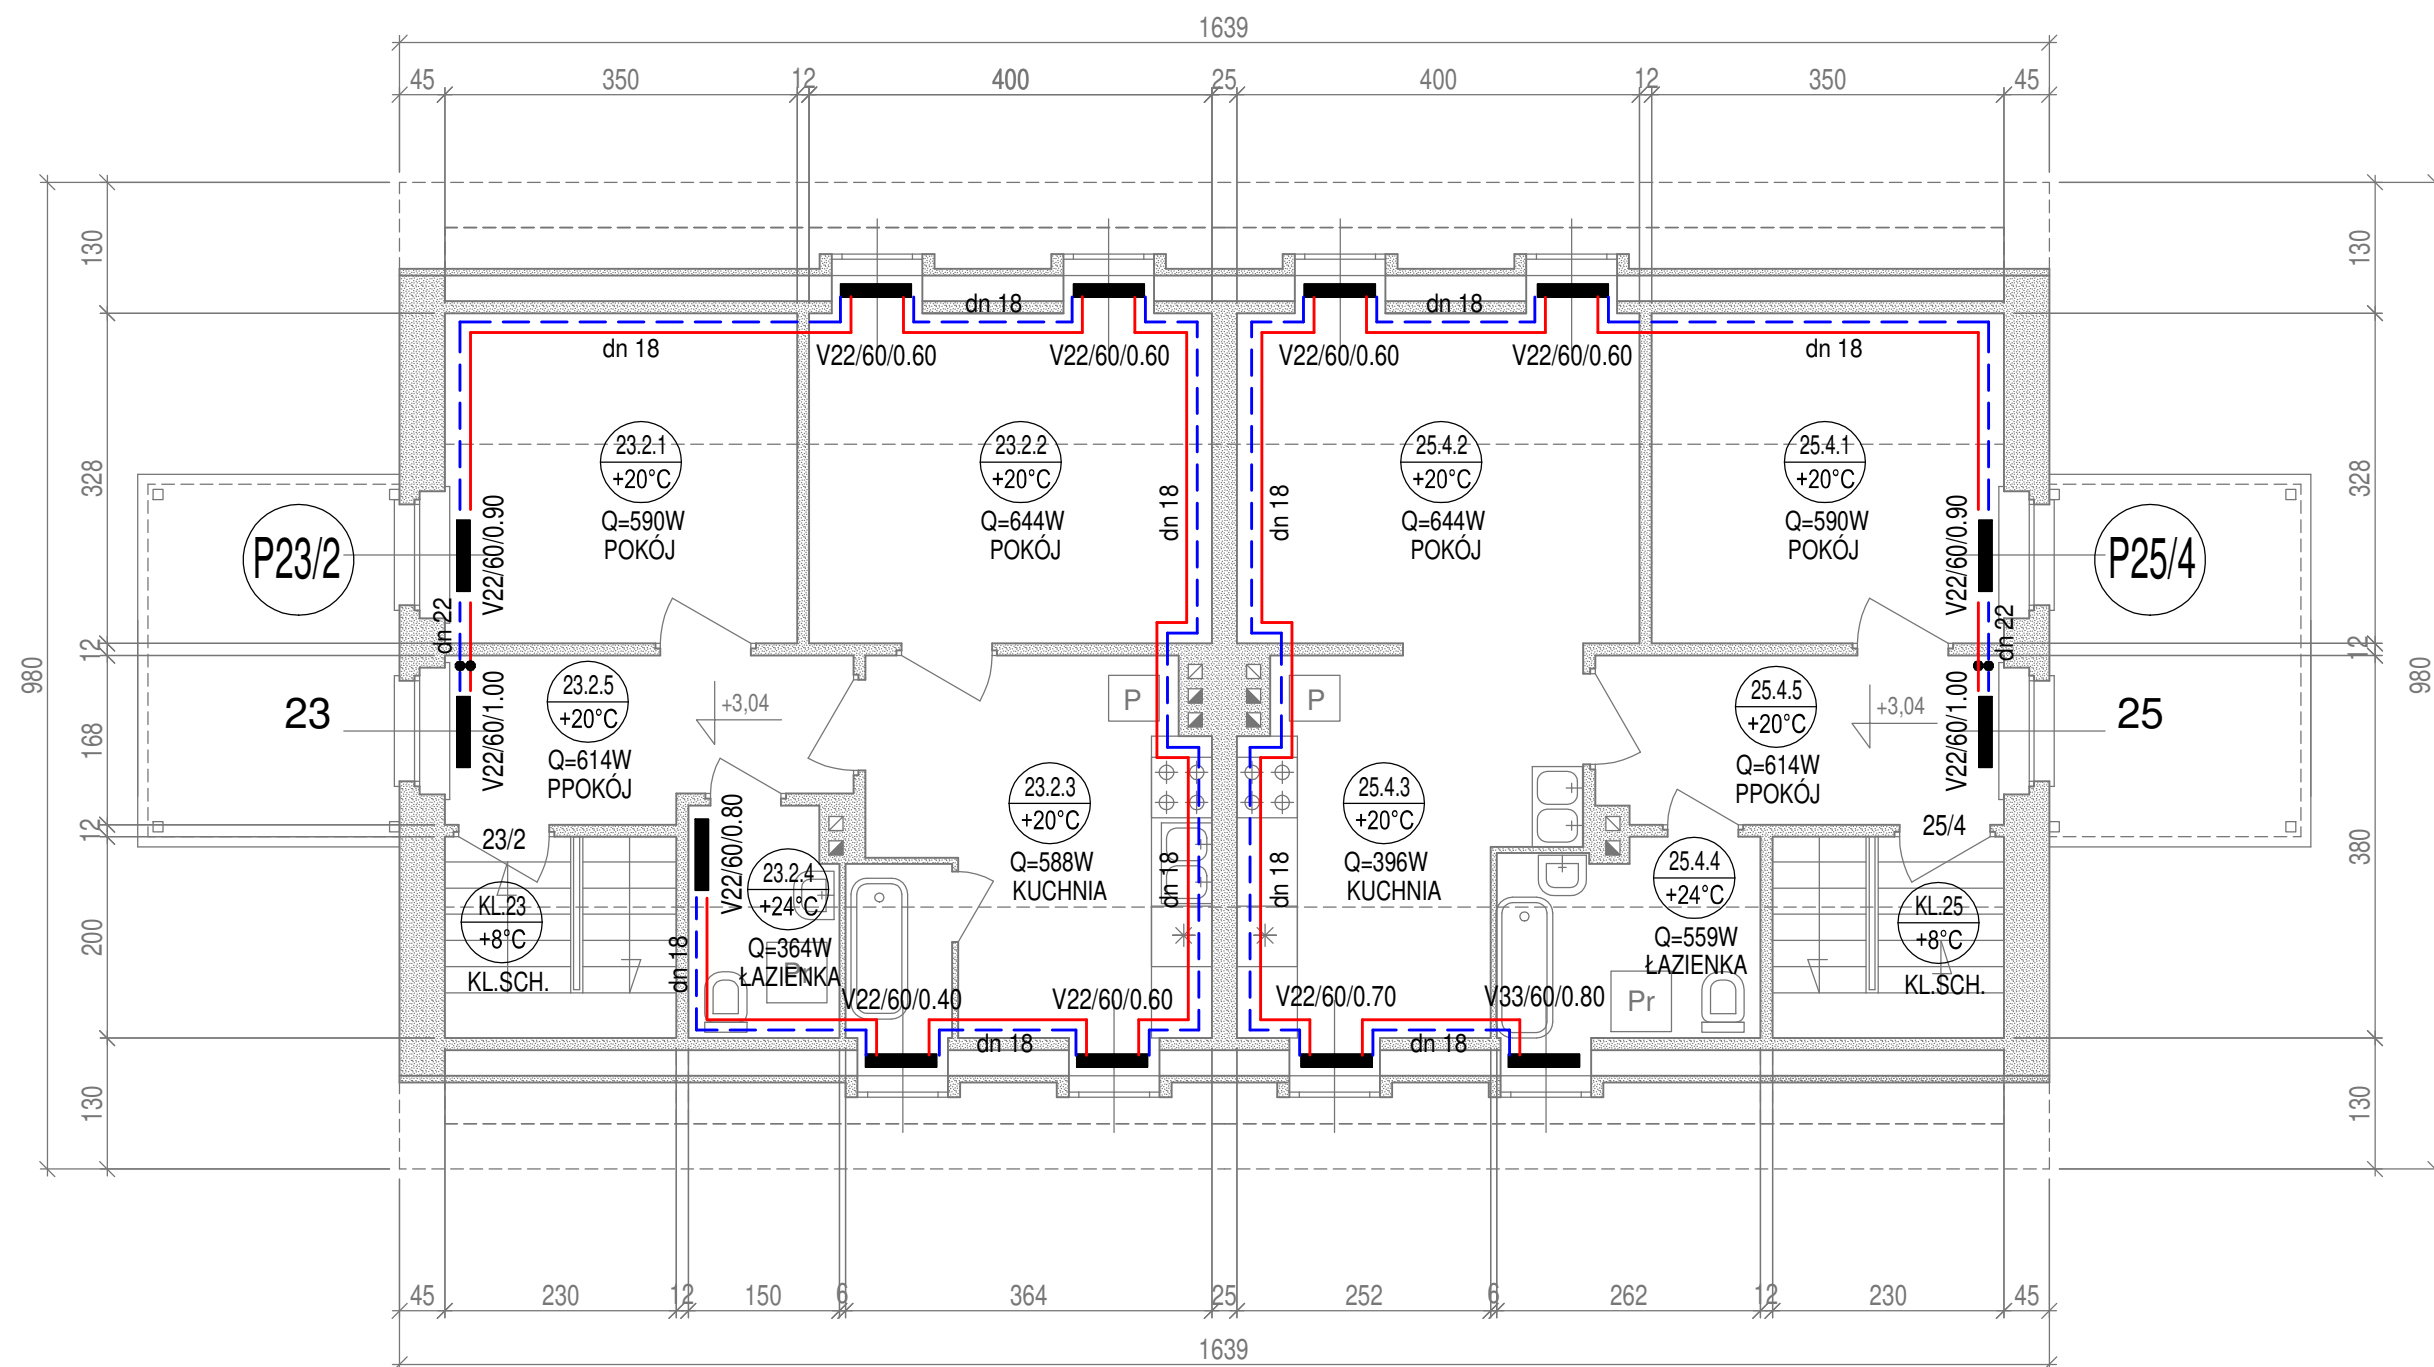 1639
45 350 12 400 25 400 12 350 45
130 130
dn 18 dn 18
dn 18 V22/60/0.60 V22/60/0.60 V22/60/0.60 V22/60/0.60 dn 18
23.2.1 23.2.2 25.4.2 25.4.1
+20°C +20°C +20°C +20°C
328 328
Q=590W Q=644W Q=644W Q=590W
POKÓJ POKÓJ POKÓJ POKÓJ
dn 18 dn 18
V22/60/0.90 V22/60/0.90
P23/2 P25/4
dn 22 dn 22
12 12
980 980
23.2.5 25.4.5
+20°C +20°C
+3,04 +3,04
P P
23 25
V22/60/1.00 V22/60/1.00
168
Q=614W Q=614W
PPOKÓJ PPOKÓJ
23.2.3 25.4.3
+20°C +20°C
12
23/2 25/4
V22/60/0.80
380
Q=588W Q=396W
KUCHNIA KUCHNIA
23.2.4 25.4.4
+24°C +24°C
dn 18 dn 18
KL.23 KL.25
+8°C +8°C
200
Q=364W Q=559W
ŁAZIENKA ŁAZIENKA
dn 18
Pr Pr
KL.SCH. KL.SCH.
V22/60/0.40 V22/60/0.60 V22/60/0.70 V33/60/0.80
dn 18 dn 18
130 130
45 230 12 150 6 364 25 252 6 262 12 230 45
1639